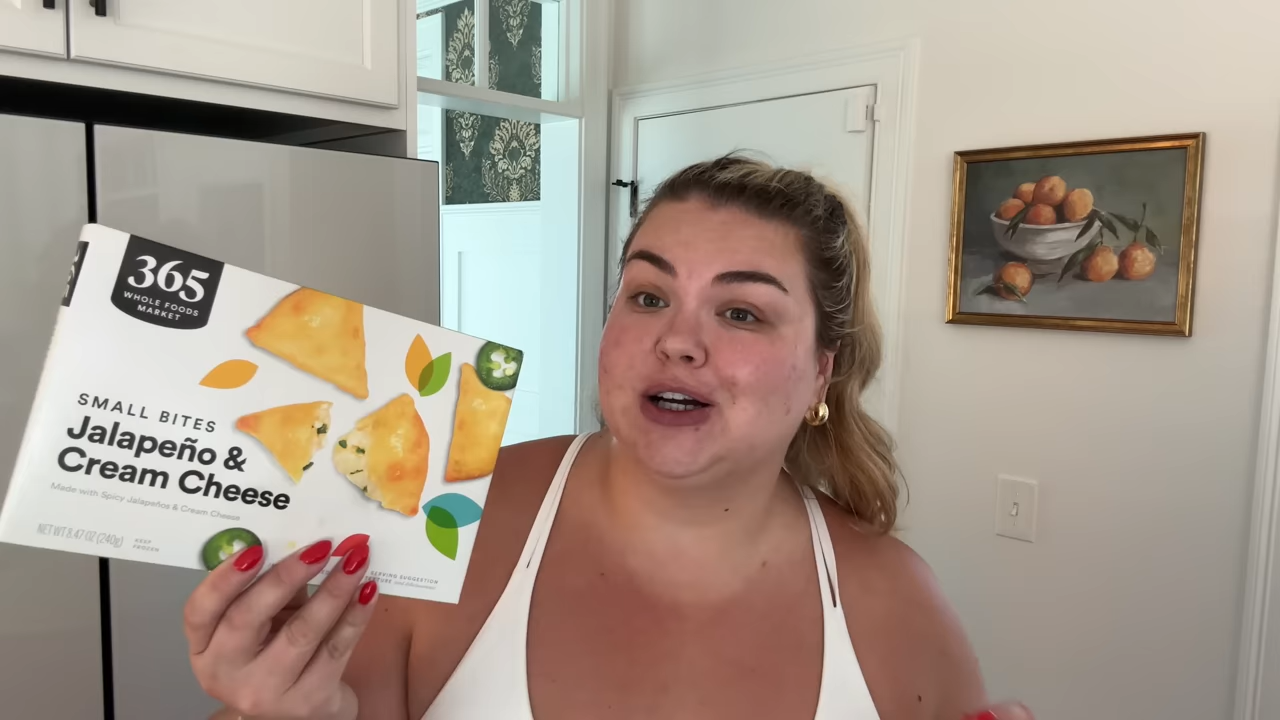 365
WHOLE FOODS
MARKET
SMALL BITES
Jalapeño &
Cream Cheese
Made with Spicy Jalapeños & Cream Cheese
NET WT 8.47 OZ (240g)
KEEP
FROZEN
SERVING SUGGESTION